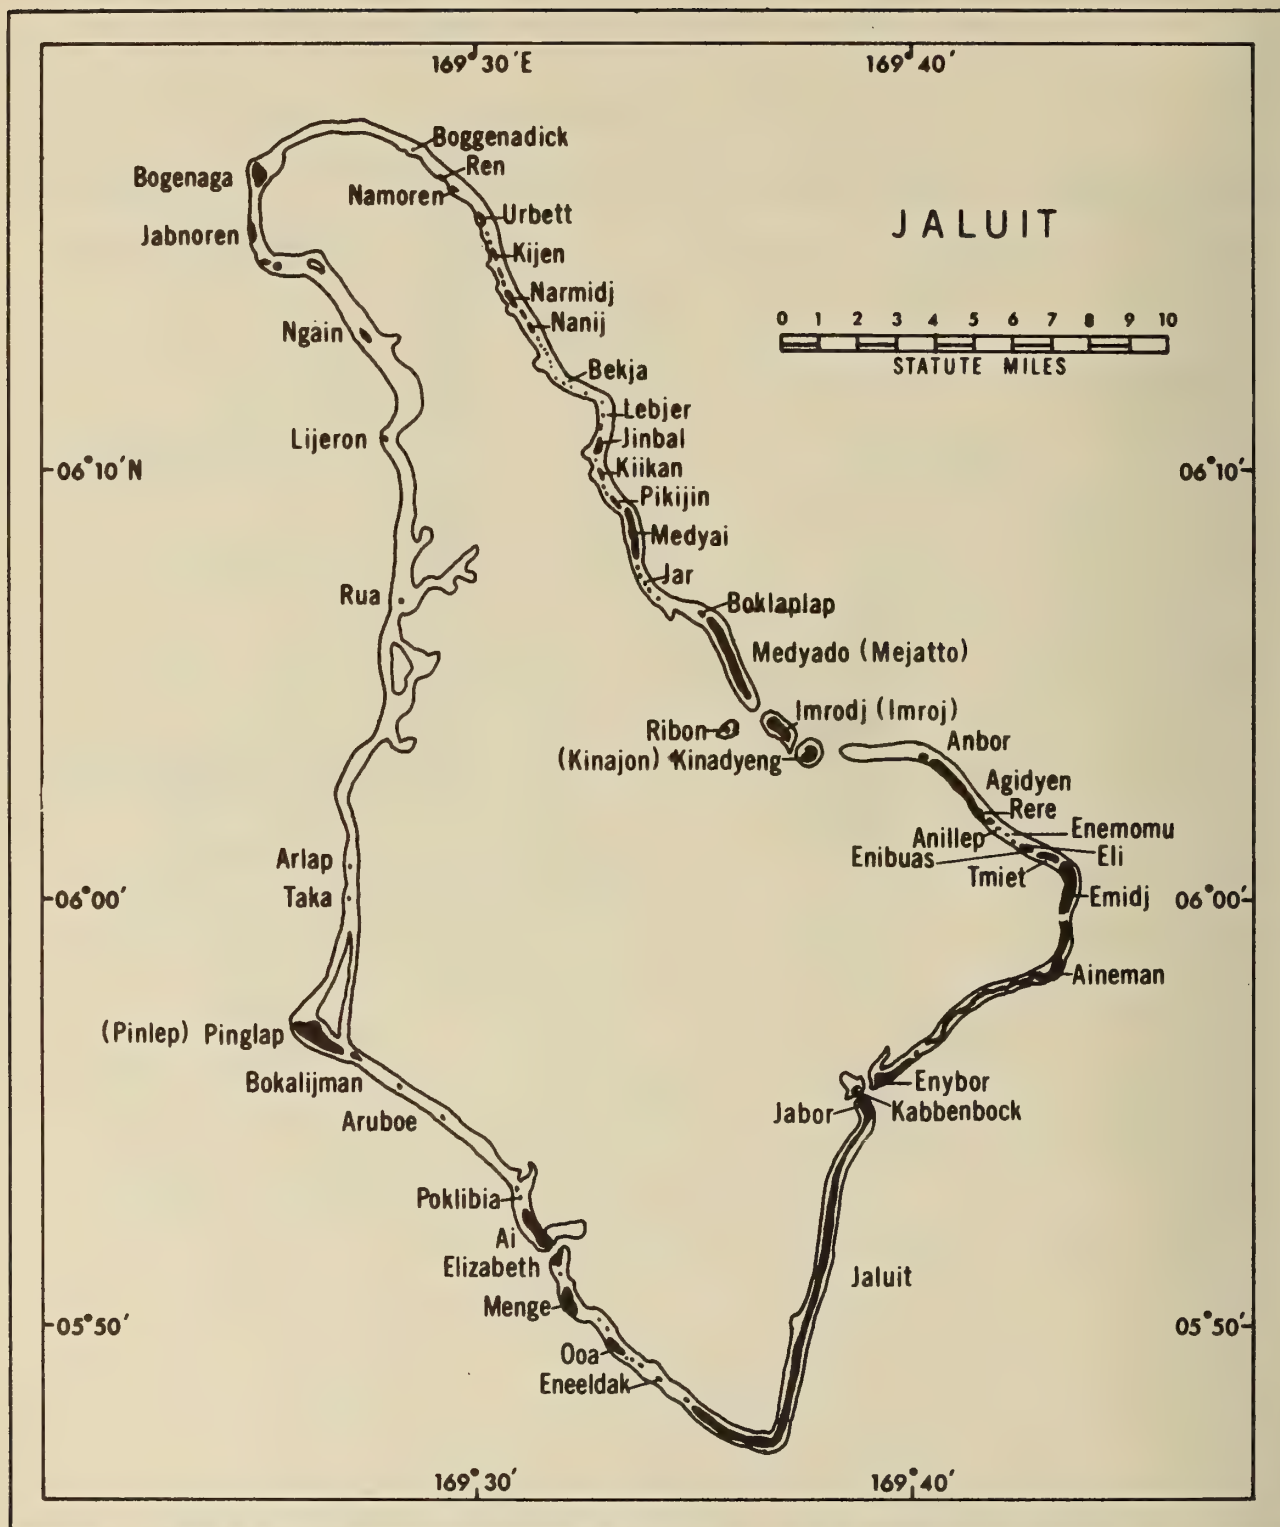 169°30'E
169°40'
Boggenadick
Ren
Bogenaga
Namoren
Urbett
JALUIT
Jabnoren
Kijen
Narmidj
0 1 2 3 4 5 6 7 8 9 10
Nanij
Ngain
STATUTE MILES
Bekja
Lebjer
Lijeron
Jinbal
06°10'N
Kiikan
06°10'
Pikijin
Medyai
Jar
Rua
Boklaplap
Medyado (Mejatto)
Imrodj (Imroj)
Ribon
Anbor
(Kinajon) Kinadyeng
Agidyen
Rere
Enemomu
Anillep
Enibuas
Eli
Arlap
Tmiet
Taka
Emidj
06°00'
06°00'
Aineman
(Pinlep) Pinglap
Bokalijman
Enybor
Jabor
Kabbenbock
Aruboe
Poklibia
Ai
Elizabeth
Jaluit
Menge
05°50'
05°50'
Ooa
Eneeldak
169°30'
169°40'